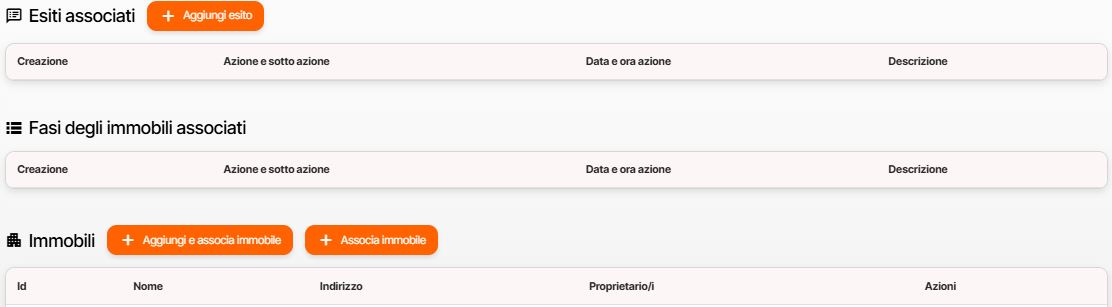 Esiti associati Aggiungi esito
Creazione Azione e sotto azione Data e ora azione Descrizione
Fasi degli immobili associati
Creazione Azione e sotto azione Data e ora azione Descrizione
Immobili Aggiungi e associa immobile Associa immobile
Id Nome Indirizzo Proprietario/i Azioni